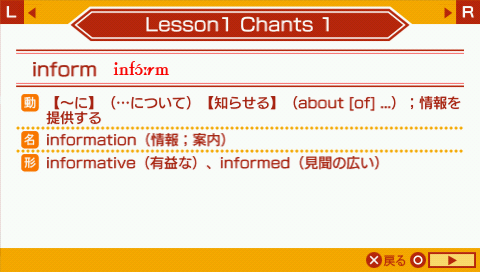 L Lesson1 Chants 1 R
inform infɔ́ːrm
動 【〜に】（…について）【知らせる】（about [of] ...）；情報を
提供する
名 information（情報；案内）
形 informative（有益な）、informed（見聞の広い）
戻る